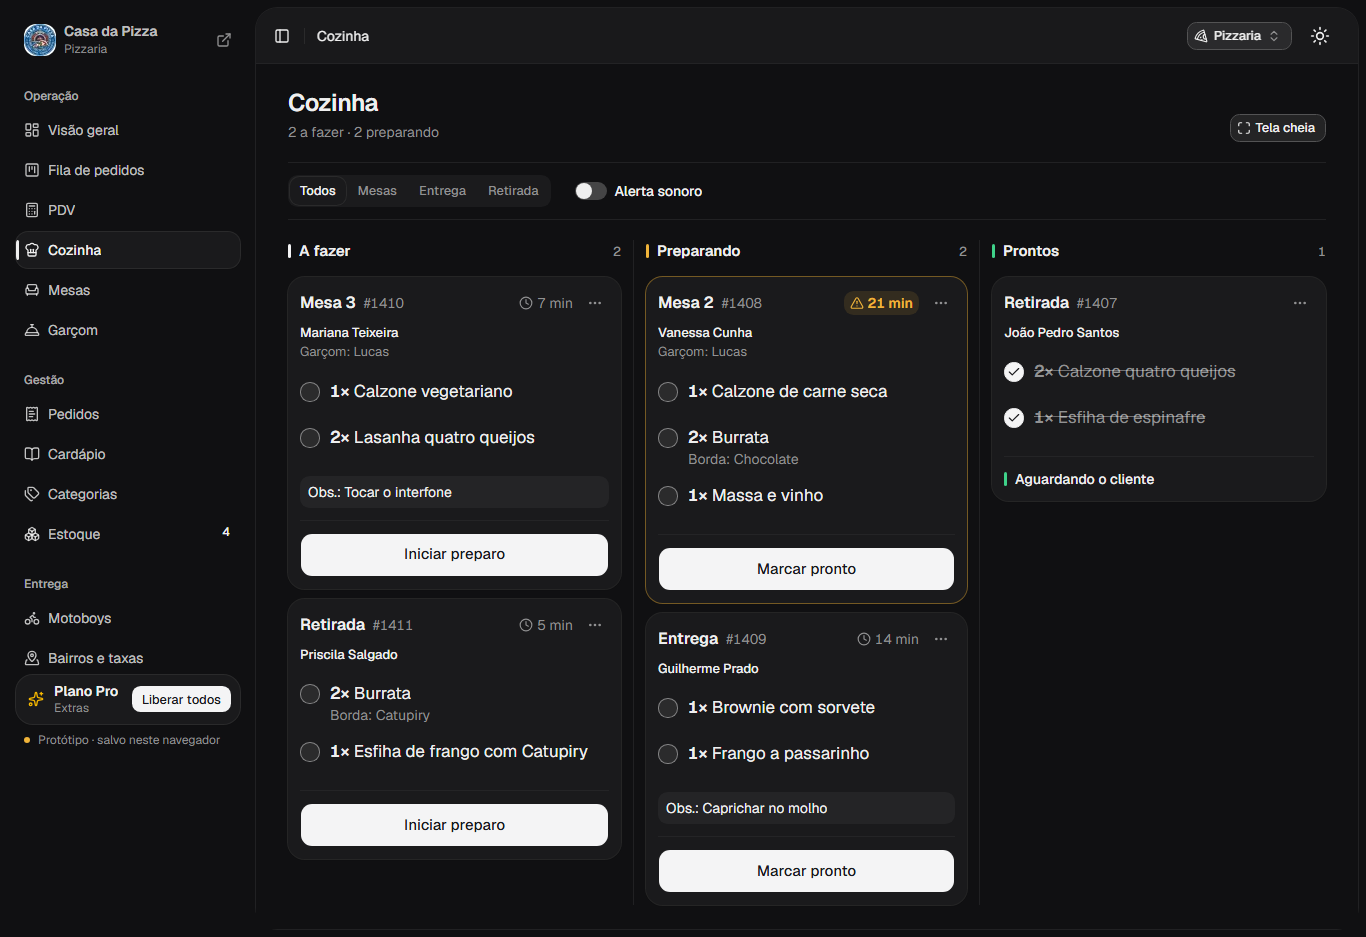 Casa da Pizza
Pizzaria
Operação
Visão geral
Fila de pedidos
PDV
Cozinha
Mesas
Garçom
Gestão
Pedidos
Cardápio
Categorias
Estoque 4
Entrega
Motoboys
Bairros e taxas
Plano Pro
Extras
Liberar todos
Protótipo · salvo neste navegador
Cozinha
Pizzaria
Cozinha
2 a fazer · 2 preparando
Tela cheia
Todos Mesas Entrega Retirada Alerta sonoro
A fazer 2
Mesa 3 #1410 7 min
Mariana Teixeira
Garçom: Lucas
1× Calzone vegetariano
2× Lasanha quatro queijos
Obs.: Tocar o interfone
Iniciar preparo
Retirada #1411 5 min
Priscila Salgado
2× Burrata
Borda: Catupiry
1× Esfiha de frango com Catupiry
Iniciar preparo
Preparando 2
Mesa 2 #1408 21 min
Vanessa Cunha
Garçom: Lucas
1× Calzone de carne seca
2× Burrata
Borda: Chocolate
1× Massa e vinho
Marcar pronto
Entrega #1409 14 min
Guilherme Prado
1× Brownie com sorvete
1× Frango a passarinho
Obs.: Caprichar no molho
Marcar pronto
Prontos 1
Retirada #1407
João Pedro Santos
2× Calzone quatro queijos
1× Esfiha de espinafre
Aguardando o cliente